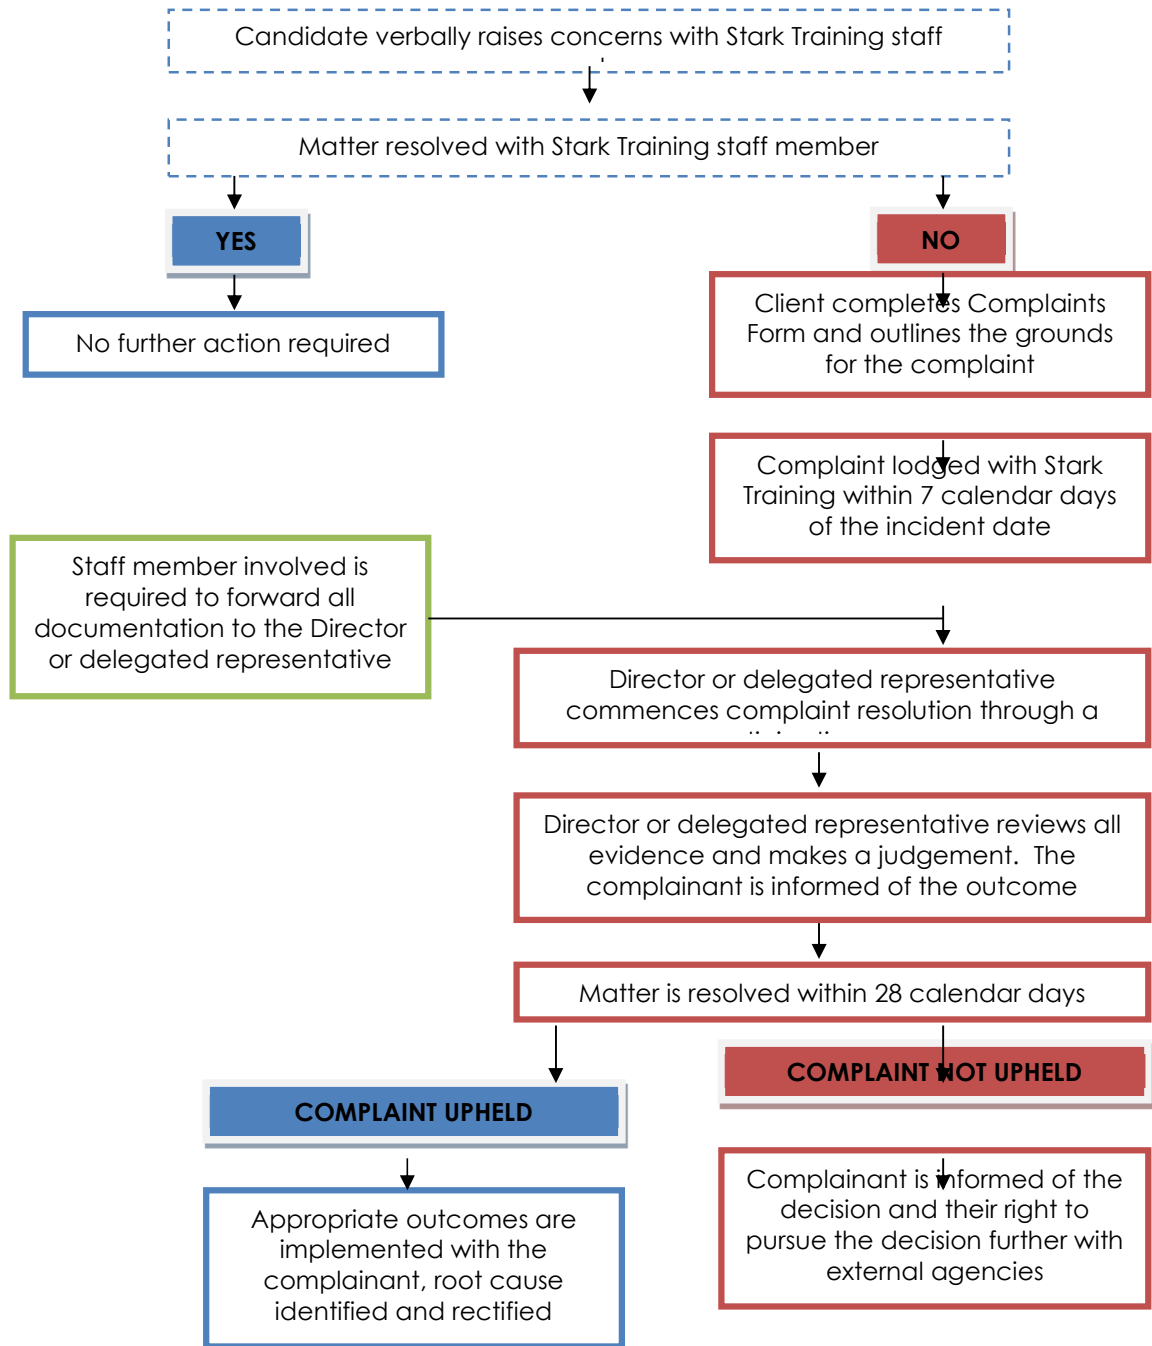 Candidate verbally raises concerns with Stark Training staff
Matter resolved with Stark Training staff member
YES
NO
No further action required
Client completes Complaints
Form and outlines the grounds
for the complaint
Complaint lodged with Stark
Training within 7 calendar days
of the incident date
Staff member involved is
required to forward all
documentation to the Director
or delegated representative
Director or delegated representative
commences complaint resolution through a
Director or delegated representative reviews all
evidence and makes a judgement. The
complainant is informed of the outcome
Matter is resolved within 28 calendar days
COMPLAINT UPHELD
COMPLAINT NOT UPHELD
Appropriate outcomes are
implemented with the
complainant, root cause
identified and rectified
Complainant is informed of the
decision and their right to
pursue the decision further with
external agencies